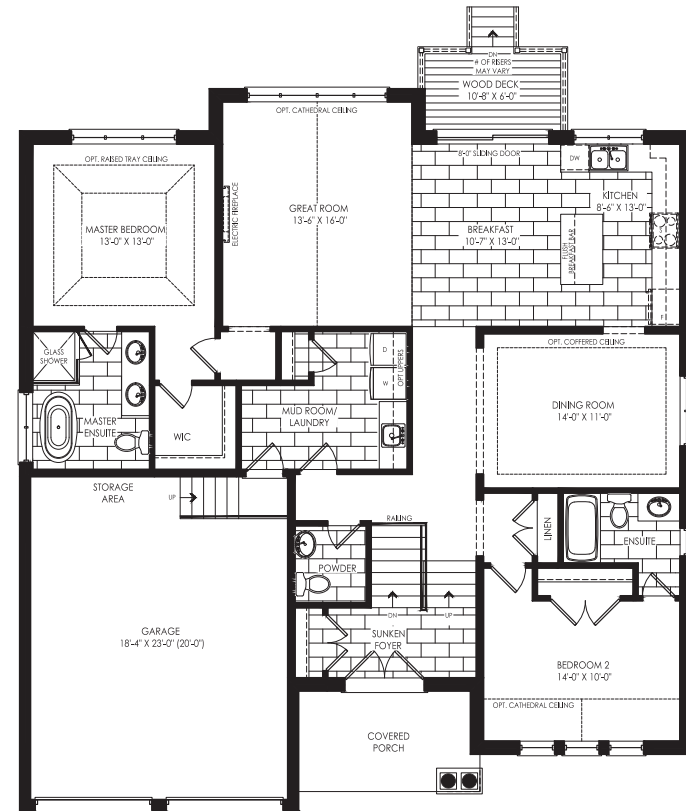 DN
# OF RISERS
MAY VARY
WOOD DECK
10'-8" X 6'-0"
OPT. CATHEDRAL CEILING
8'-0" SLIDING DOOR
DW
OPT. RAISED TRAY CEILING
MASTER BEDROOM
13'-0" X 13'-0"
ELECTRIC FIREPLACE
GREAT ROOM
13'-6" X 16'-0"
BREAKFAST
10'-7" X 13'-0"
FLUSH
BREAKFAST BAR
KITCHEN
8'-6" X 13'-0"
S
F
GLASS
SHOWER
MASTER
ENSUITE
WIC
MUD ROOM/
LAUNDRY
D
W
OPT UPPERS
OPT. COFFERED CEILING
DINING ROOM
14'-0" X 11'-0"
STORAGE
AREA
UP
RAILING
LINEN
ENSUITE
POWDER
DN
UP
SUNKEN
FOYER
GARAGE
18'-4" X 23'-0" (20'-0")
BEDROOM 2
14'-0" X 10'-0"
OPT. CATHEDRAL CEILING
COVERED
PORCH